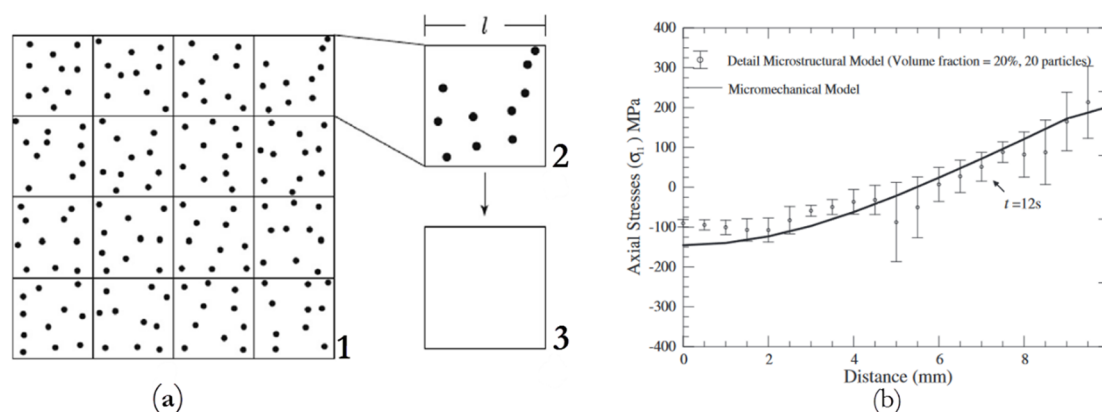 l
2
1
3
(a)
400
300
200
100
0
-100
-200
-300
-400
Axial Stresses (σ11) MPa
Detail Microstructural Model (Volume fraction = 20%, 20 particles)
Micromechanical Model
t =12s
0 2 4 6 8
Distance (mm)
(b)